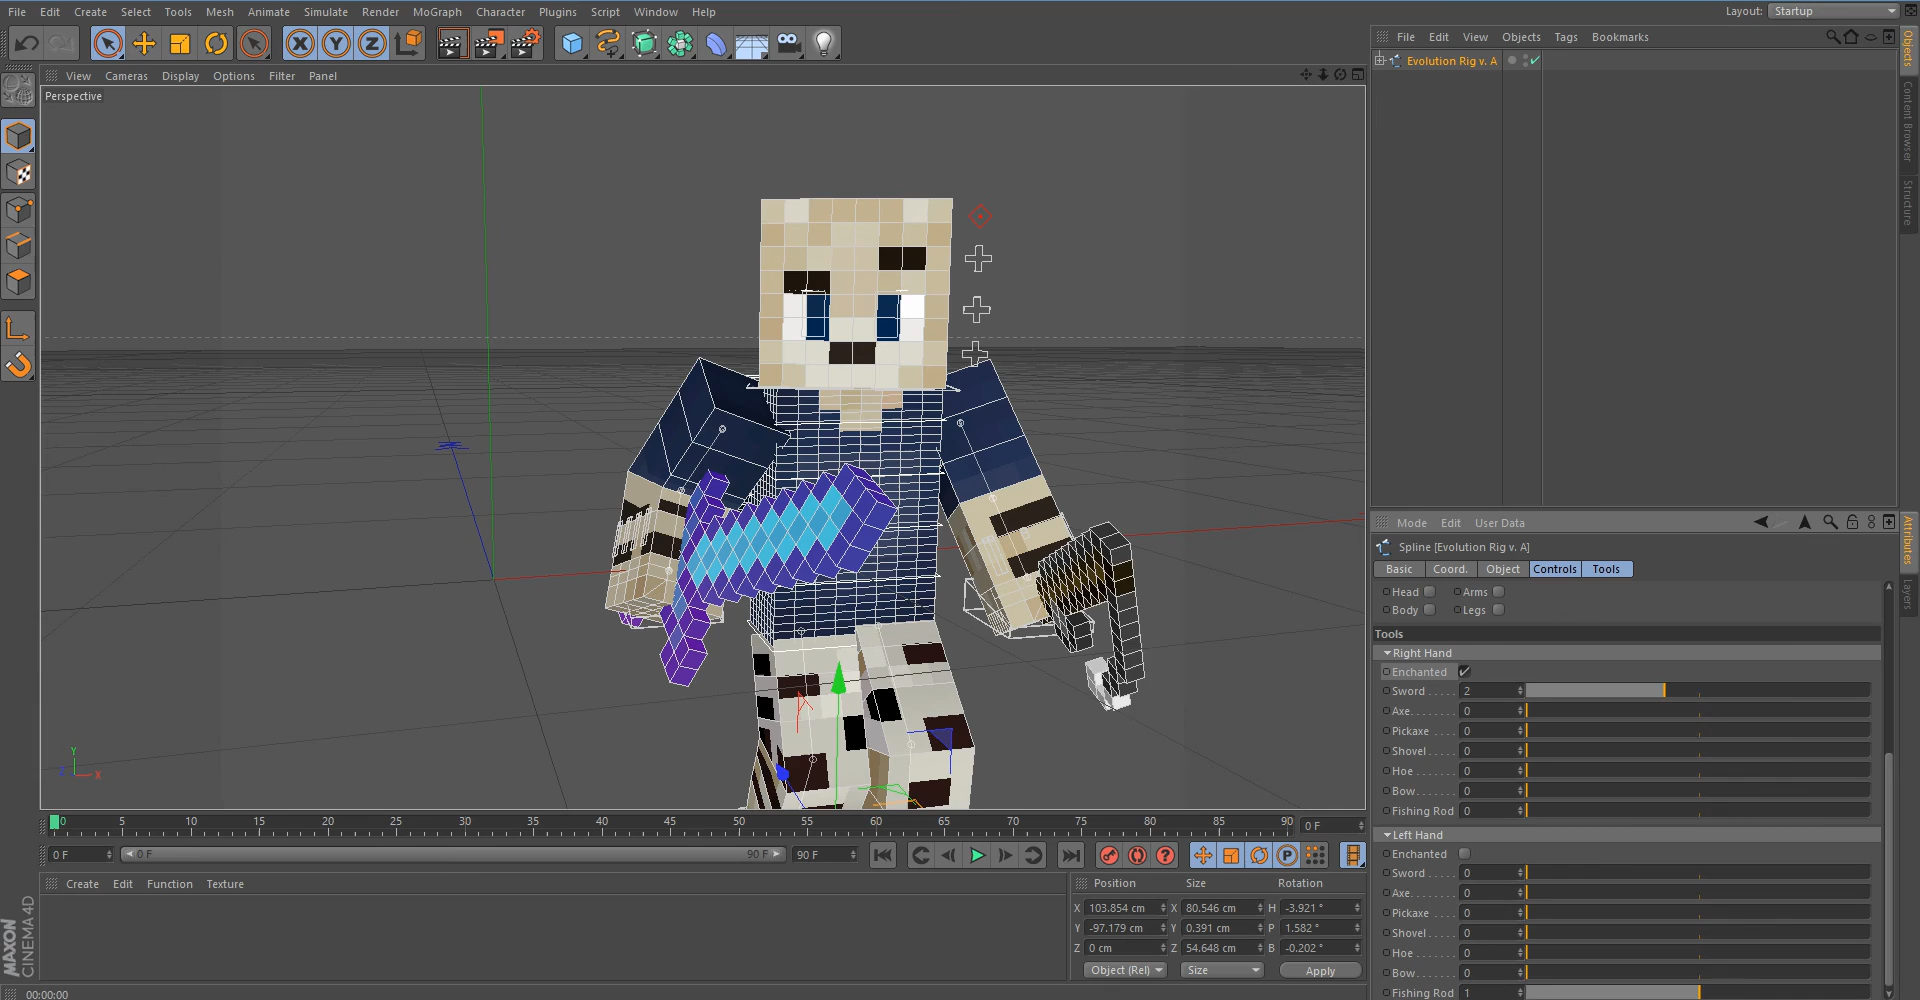 File Edit Create Select Tools Mesh Animate Simulate Render MoGraph Character Plugins Script Window Help
Layout: Startup
X Y Z
File Edit View Objects Tags Bookmarks
View Cameras Display Options Filter Panel
Evolution Rig v. A
Perspective
Objects
Content Browser
Structure
Mode Edit User Data
Spline [Evolution Rig v. A]
Basic Coord. Object Controls Tools
Head Arms
Body Legs
Tools
Right Hand
Enchanted
Sword 2
Axe 0
Pickaxe 0
Shovel 0
Hoe 0
Bow 0
Fishing Rod 0
Left Hand
Enchanted
Sword 0
Axe 0
Pickaxe 0
Shovel 0
Hoe 0
Bow 0
Fishing Rod 1
Attributes
Layers
Y
Z X
0 5 10 15 20 25 30 35 40 45 50 55 60 65 70 75 80 85 90 0 F
0 F 0 F 90 F 90 F
P
Create Edit Function Texture
Position Size Rotation
X 103.854 cm X 80.546 cm H -3.921 °
Y -97.179 cm Y 0.391 cm P 1.582 °
Z 0 cm Z 54.648 cm B -0.202 °
Object (Rel) Size Apply
MAXON
CINEMA 4D
00:00:00